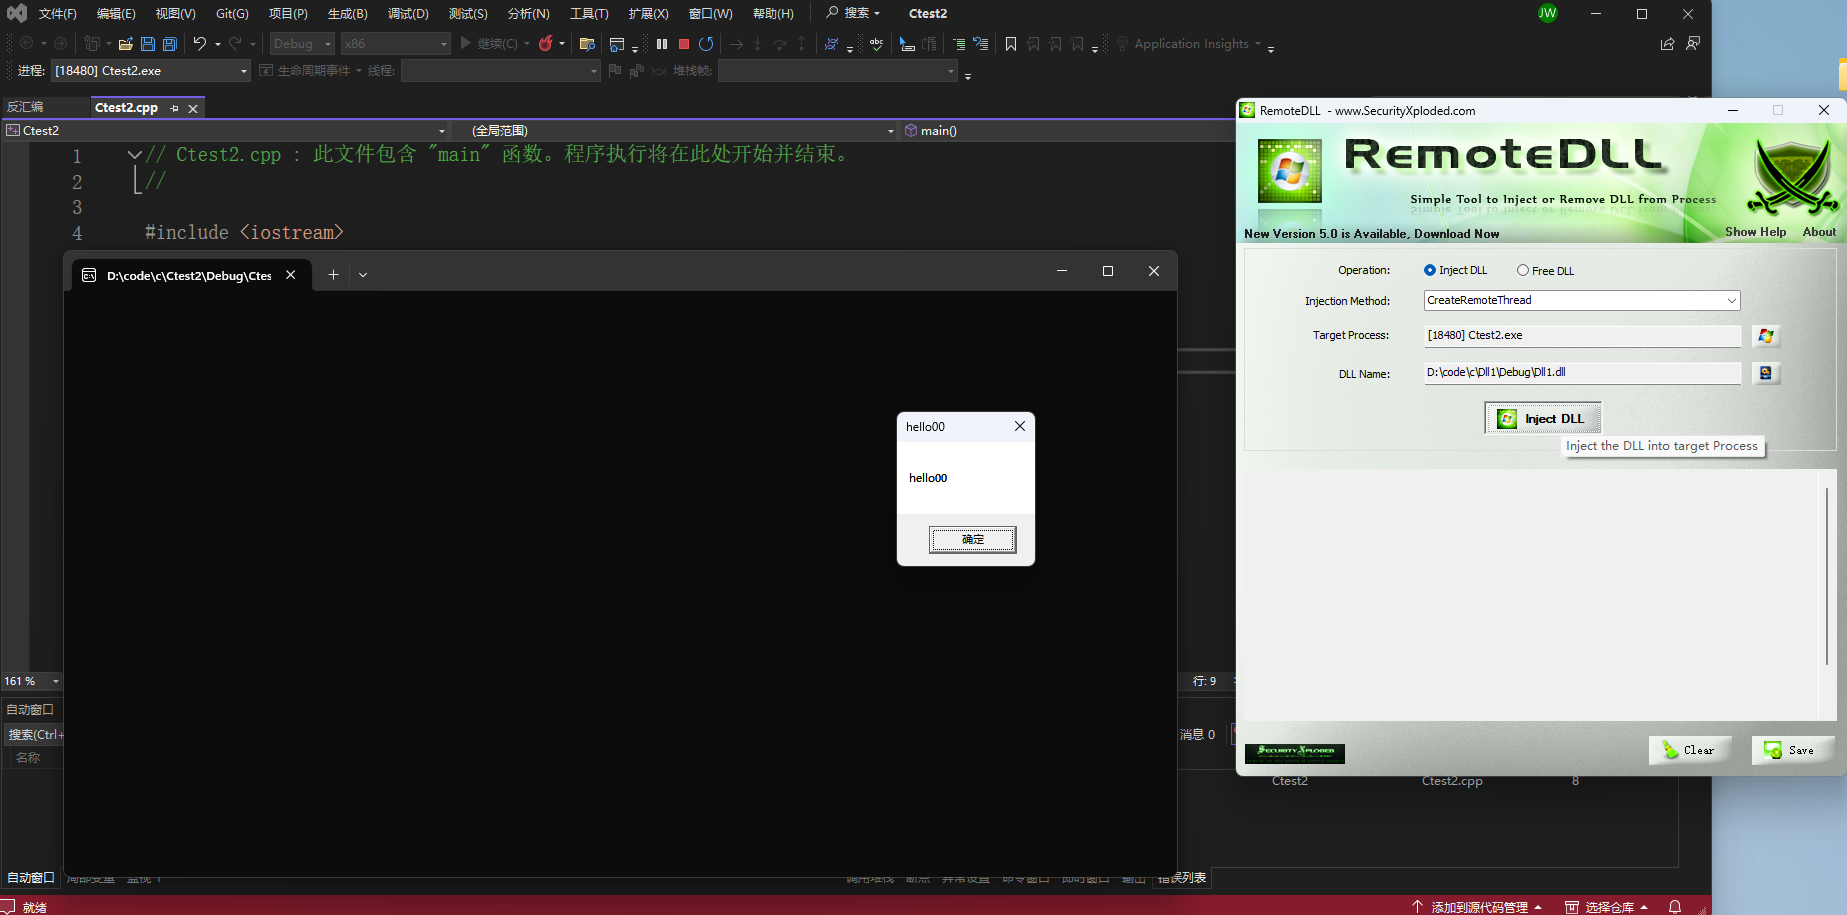 文件(F) 编辑(E) 视图(V) Git(G) 项目(P) 生成(B) 调试(D) 测试(S) 分析(N) 工具(T) 扩展(X) 窗口(W) 帮助(H) 搜索 Ctest2 JW
Debug x86 继续(C) Application Insights
进程: [18480] Ctest2.exe 生命周期事件 线程: 堆栈帧:
反汇编 Ctest2.cpp
Ctest2 (全局范围) main()
1 // Ctest2.cpp : 此文件包含 "main" 函数。程序执行将在此处开始并结束。
2 //
3
4 #include <iostream>
D:\code\c\Ctest2\Debug\Ctes
hello00
hello00
确定
RemoteDLL - www.SecurityXploded.com
RemoteDLL
Simple Tool to Inject or Remove DLL from Process
New Version 5.0 is Available, Download Now
Show Help About
Operation: Inject DLL Free DLL
Injection Method: CreateRemoteThread
Target Process: [18480] Ctest2.exe
DLL Name: D:\code\c\Dll1\Debug\Dll1.dll
Inject DLL
Inject the DLL into target Process
SecurityXploded
Clear Save
161 % 行: 9
自动窗口
搜索(Ctrl+ 消息 0
名称
Ctest2 Ctest2.cpp 8
自动窗口 局部变量 监视 1 调用堆栈 断点 异常设置 命令窗口 即时窗口 输出 错误列表
就绪 添加到源代码管理 选择仓库